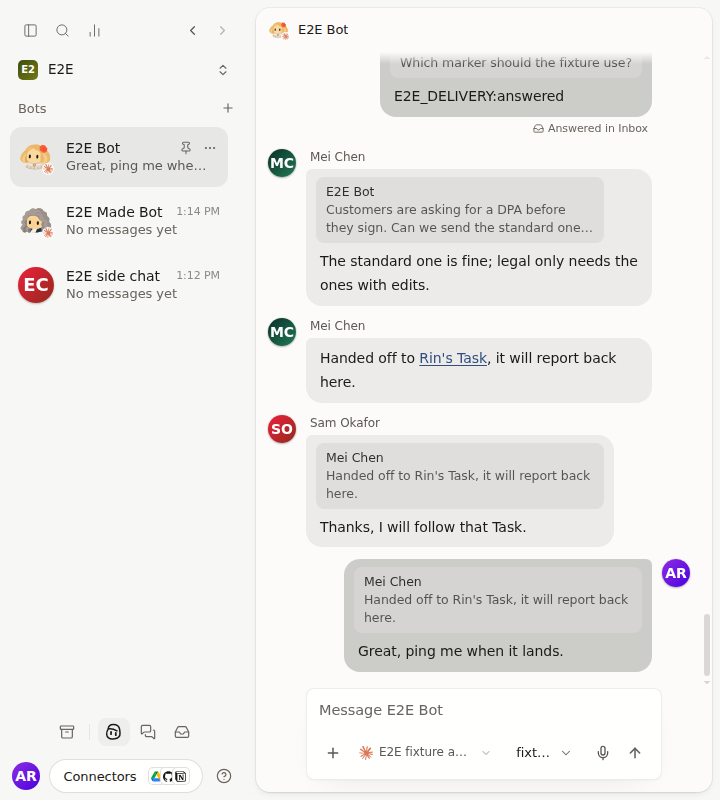 E2 E2E
Bots
E2E Bot
Great, ping me whe…
E2E Made Bot 1:14 PM
No messages yet
EC E2E side chat 1:12 PM
No messages yet
AR Connectors
E2E Bot
Which marker should the fixture use?
E2E_DELIVERY:answered
Answered in Inbox
MC Mei Chen
E2E Bot
Customers are asking for a DPA before
they sign. Can we send the standard one…
The standard one is fine; legal only needs the
ones with edits.
MC Mei Chen
Handed off to Rin's Task, it will report back
here.
SO Sam Okafor
Mei Chen
Handed off to Rin's Task, it will report back
here.
Thanks, I will follow that Task.
AR
Mei Chen
Handed off to Rin's Task, it will report back
here.
Great, ping me when it lands.
Message E2E Bot
E2E fixture a… fixt…